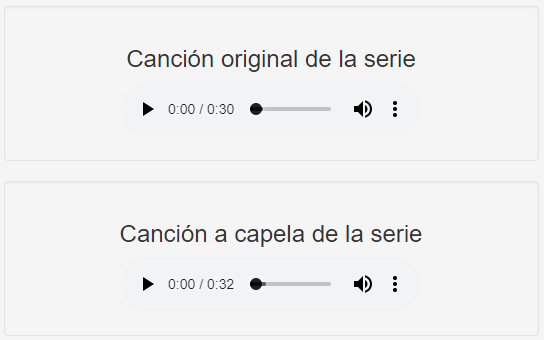 Canción original de la serie
0:00 / 0:30
Canción a capela de la serie
0:00 / 0:32